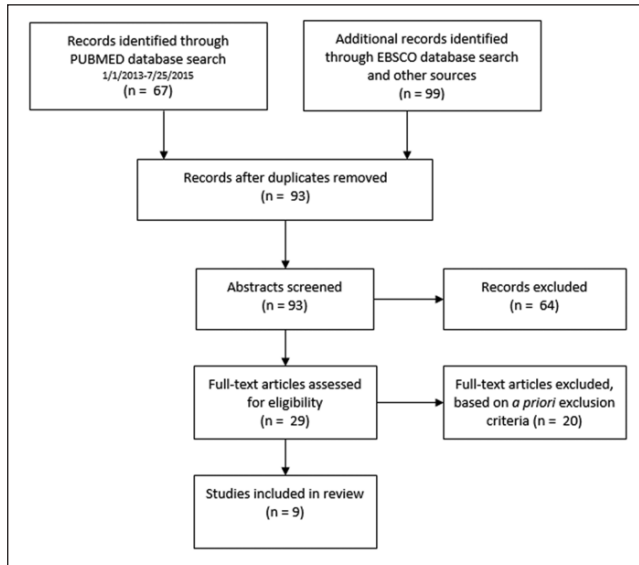 Records identified through
PUBMED database search
1/1/2013-7/25/2015
(n = 67)
Additional records identified
through EBSCO database search
and other sources
(n = 99)
Records after duplicates removed
(n = 93)
Abstracts screened
(n = 93)
Records excluded
(n = 64)
Full-text articles assessed
for eligibility
(n = 29)
Full-text articles excluded,
based on a priori exclusion
criteria (n = 20)
Studies included in review
(n = 9)